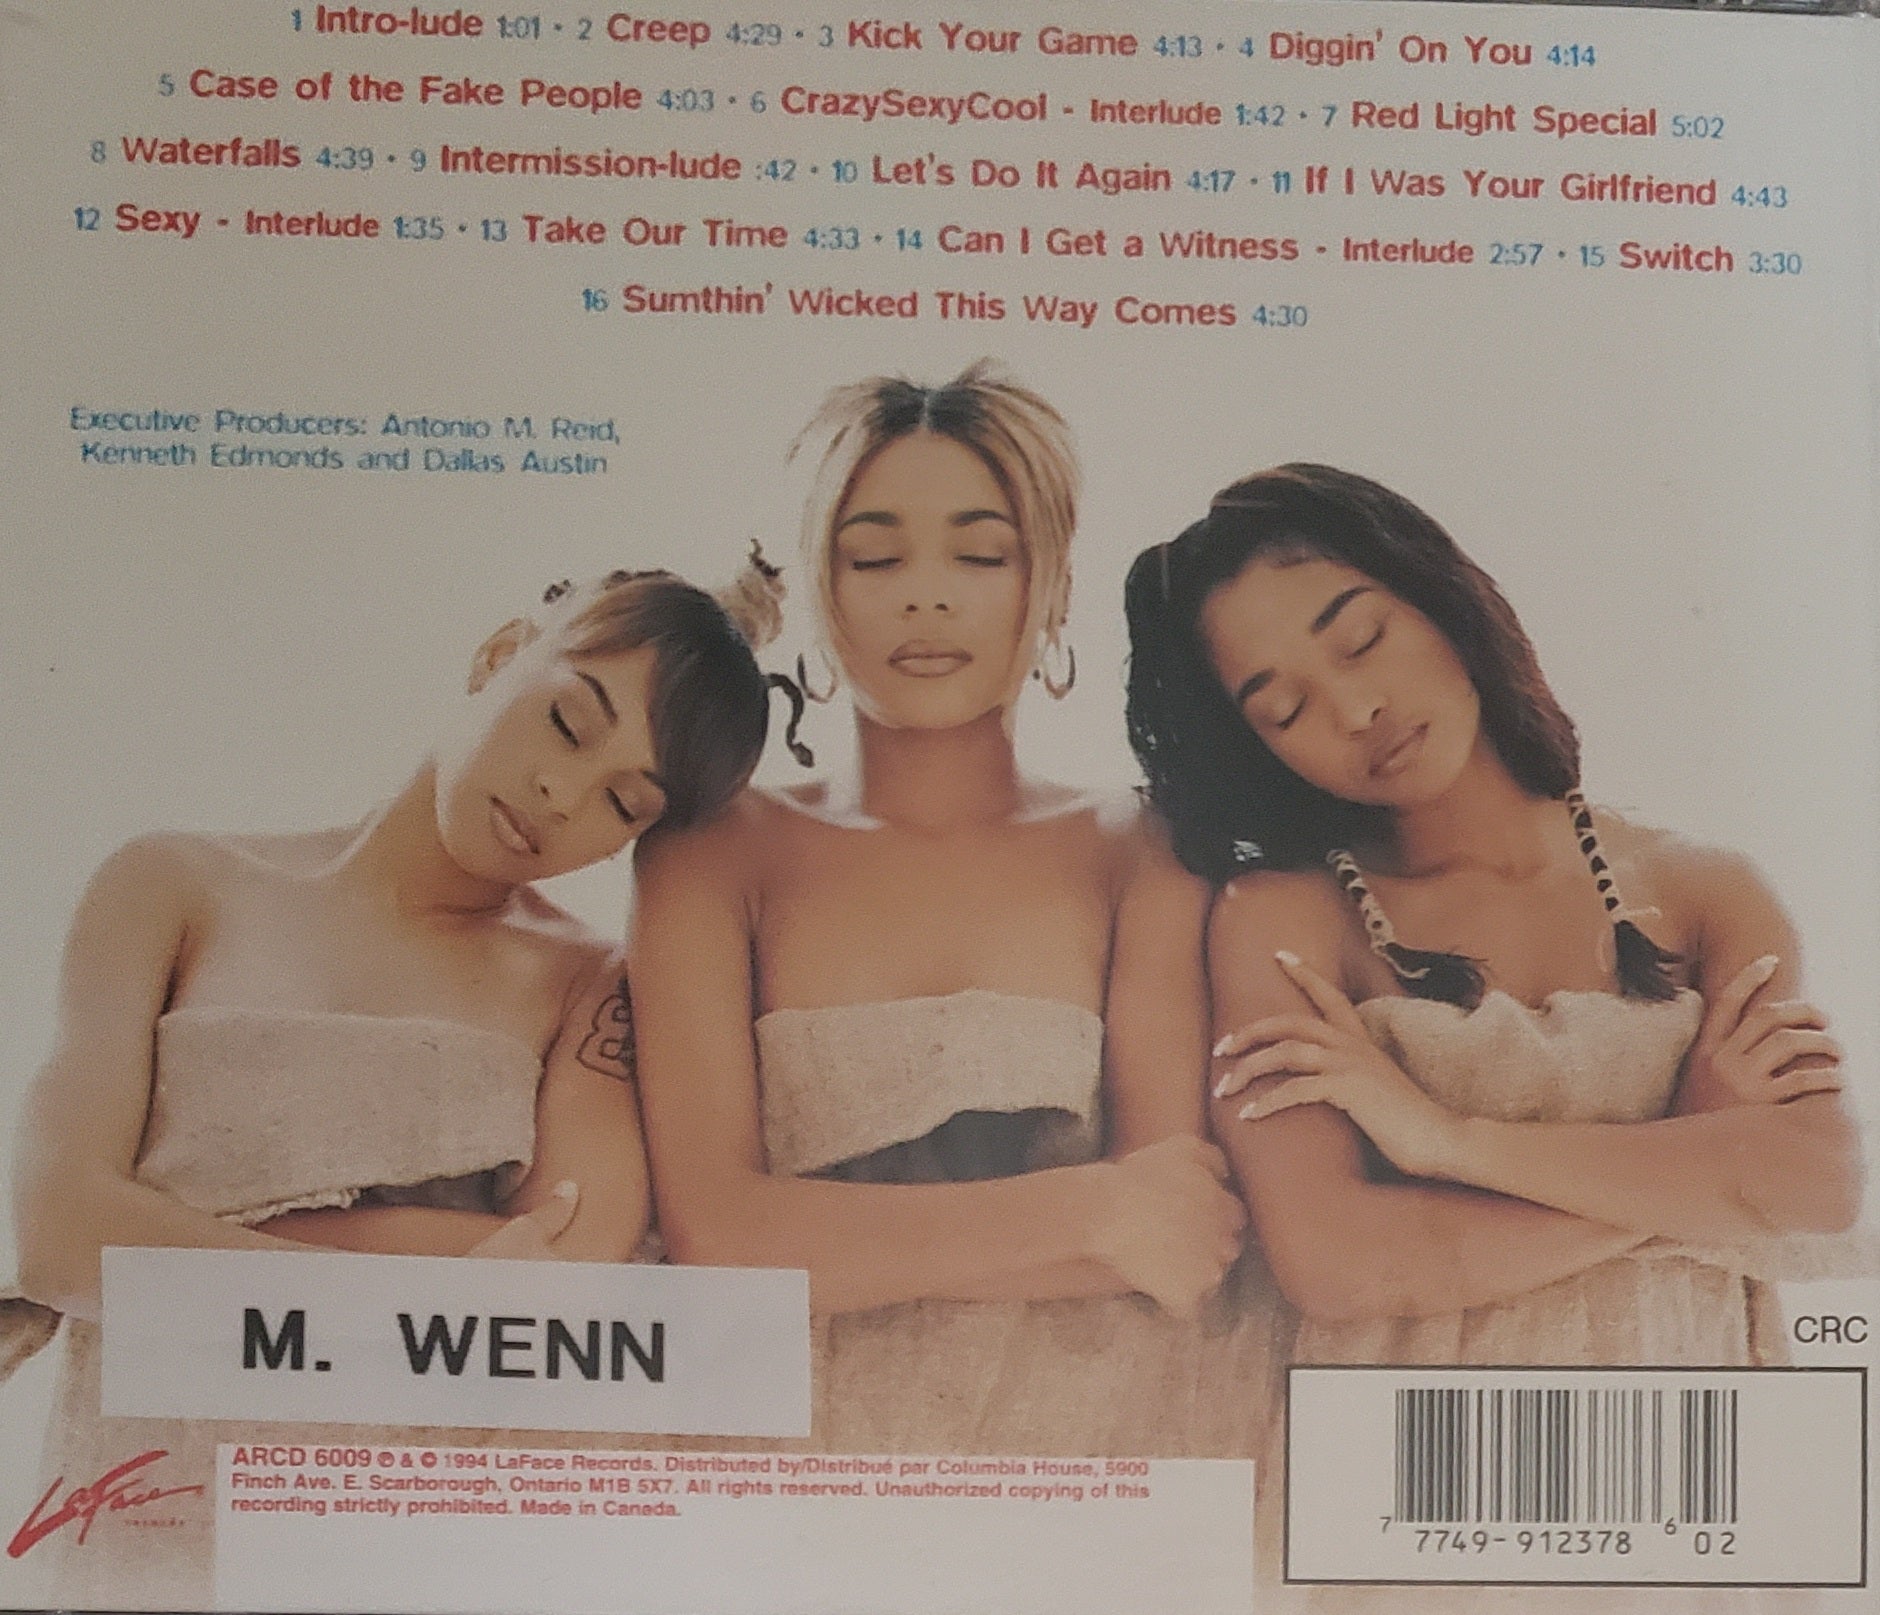 1 Intro-lude 1:01 · 2 Creep 4:29 · 3 Kick Your Game 4:13 · 4 Diggin' On You 4:14
5 Case of the Fake People 4:03 · 6 CrazySexyCool - Interlude 1:42 · 7 Red Light Special 5:02
8 Waterfalls 4:39 · 9 Intermission-lude :42 · 10 Let's Do It Again 4:17 · 11 If I Was Your Girlfriend 4:43
12 Sexy - Interlude 1:35 · 13 Take Our Time 4:33 · 14 Can I Get a Witness - Interlude 2:57 · 15 Switch 3:30
16 Sumthin' Wicked This Way Comes 4:30
Executive Producers: Antonio M. Reid,
Kenneth Edmonds and Dallas Austin
M. WENN
CRC
LaFace
ARCD 6009 ℗ & © 1994 LaFace Records. Distributed by/Distribué par Columbia House, 5900
Finch Ave. E. Scarborough, Ontario M1B 5X7. All rights reserved. Unauthorized copying of this
recording strictly prohibited. Made in Canada.
7 7749-912378 6 02